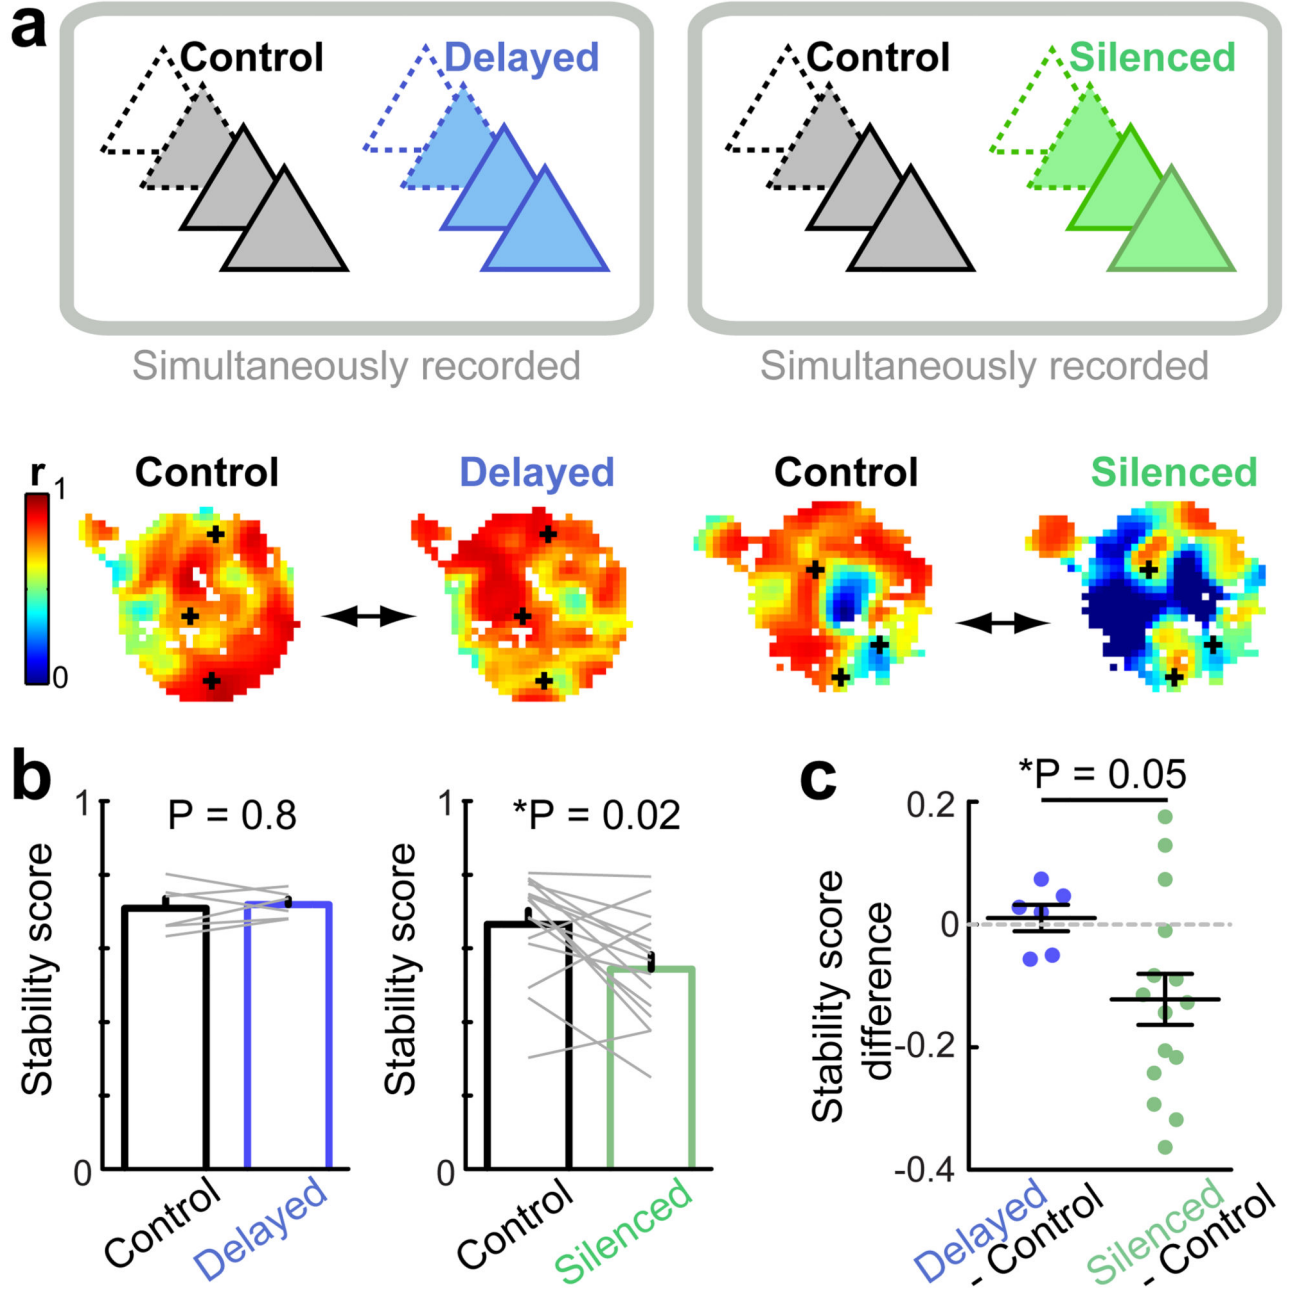 a
Control
Delayed
Control
Silenced
Simultaneously recorded
Simultaneously recorded
r
1
0
Control
Delayed
Control
Silenced
b
1
0
Stability score
P = 0.8
Control
Delayed
1
0
Stability score
*P = 0.02
Control
Silenced
c
*P = 0.05
0.2
0
-0.2
-0.4
Stability score
difference
Delayed
- Control
Silenced
- Control